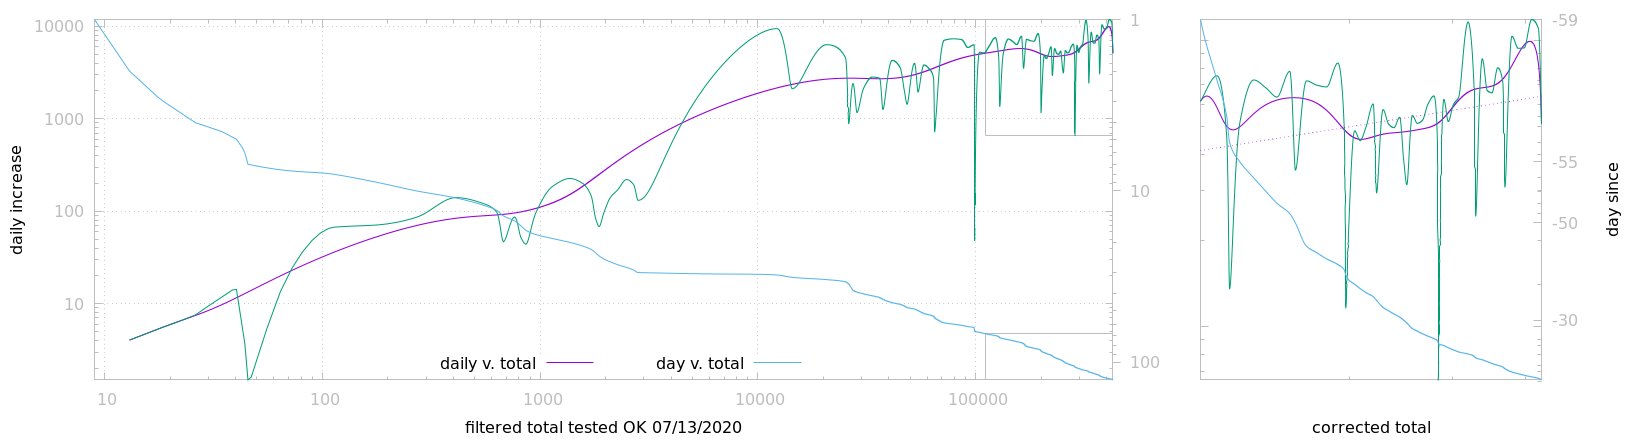 10000
1000
100
10
daily increase
10
100
1000
10000
100000
filtered total tested OK 07/13/2020
daily v. total
day v. total
1
10
100
-59
-55
-50
-30
day since
corrected total